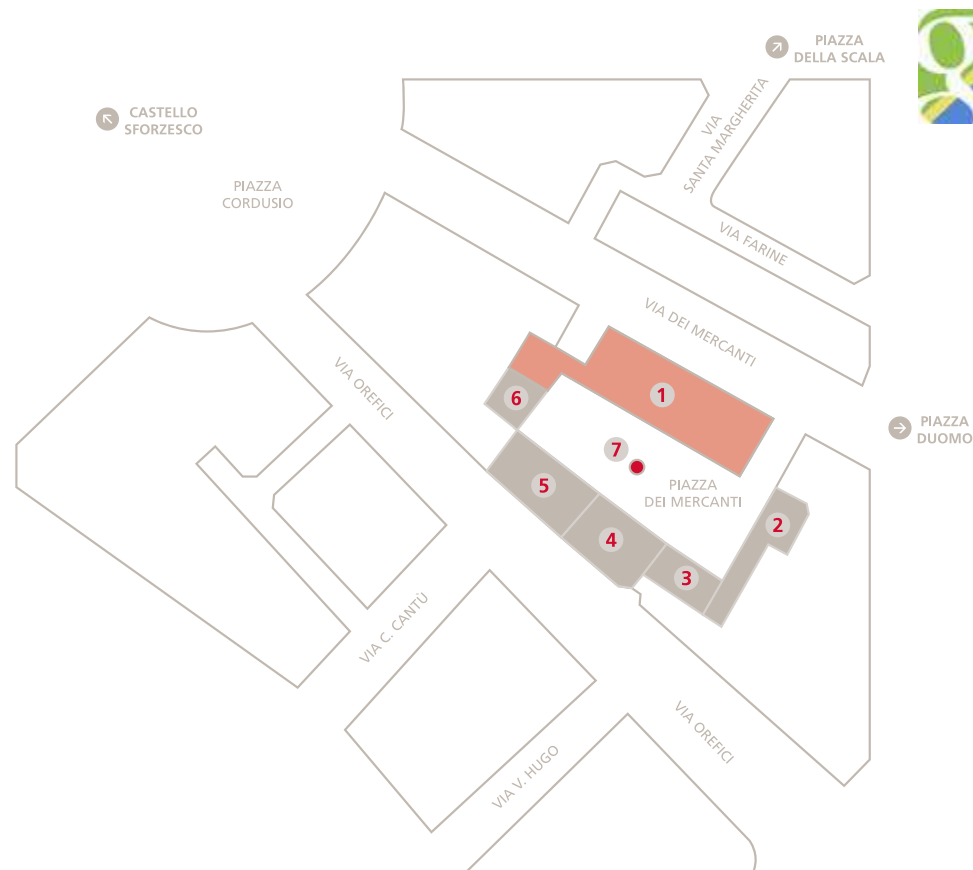 PIAZZA
DELLA SCALA
CASTELLO
SFORZESCO
VIA
SANTA MARGHERITA
PIAZZA
CORDUSIO
VIA FARINE
VIA DEI MERCANTI
VIA OREFICI
6
1
PIAZZA
DUOMO
7
5
PIAZZA
DEI MERCANTI
2
4
3
VIA C. CANTÙ
VIA OREFICI
VIA V. HUGO
g